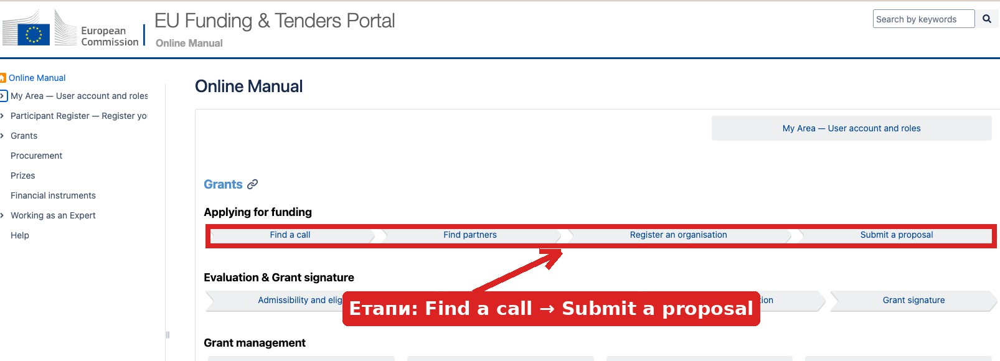 European
Commission
EU Funding & Tenders Portal
Online Manual
Search by keywords
Online Manual
My Area — User account and roles
Participant Register — Register yo
Grants
Procurement
Prizes
Financial instruments
Working as an Expert
Help
Online Manual
My Area — User account and roles
Grants
Applying for funding
Find a call
Find partners
Register an organisation
Submit a proposal
Evaluation & Grant signature
Admissibility and elig
Grant signature
Етапи: Find a call → Submit a proposal
Grant management